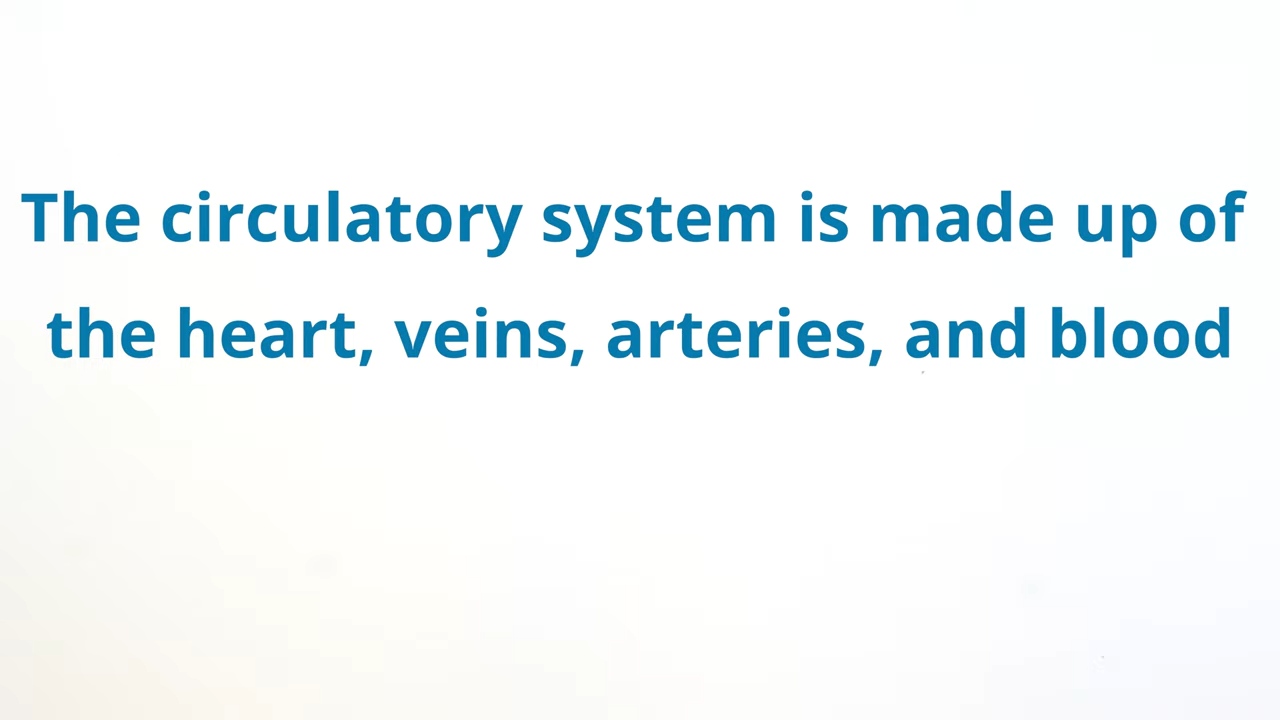 The circulatory system is made up of
the heart, veins, arteries, and blood